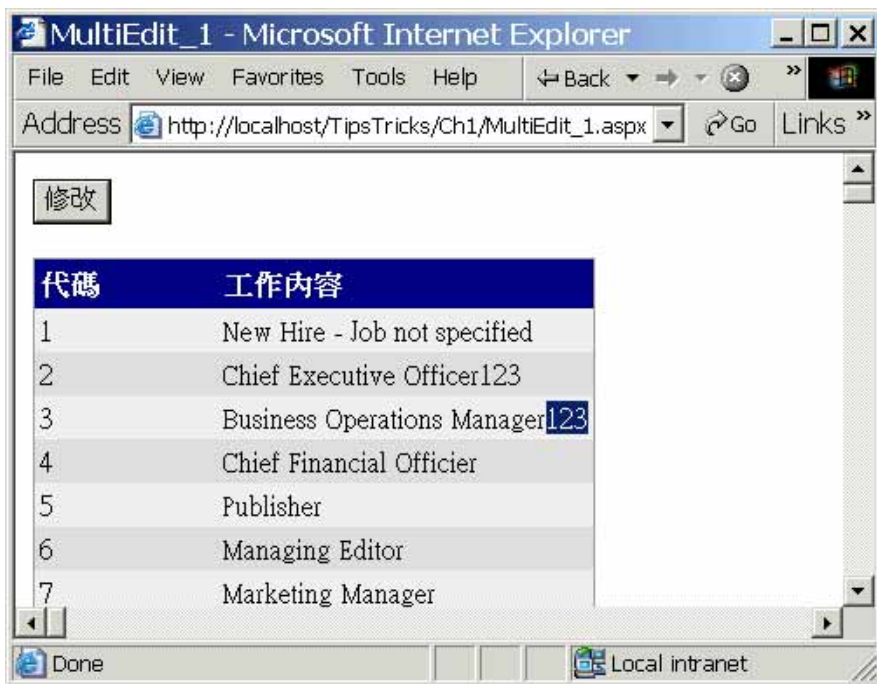 MultiEdit_1 - Microsoft Internet Explorer
File Edit View Favorites Tools Help Back »
Address http://localhost/TipsTricks/Ch1/MultiEdit_1.aspx Go Links »
修改
代碼 工作內容
1 New Hire - Job not specified
2 Chief Executive Officer123
3 Business Operations Manager123
4 Chief Financial Officier
5 Publisher
6 Managing Editor
7 Marketing Manager
Done Local intranet